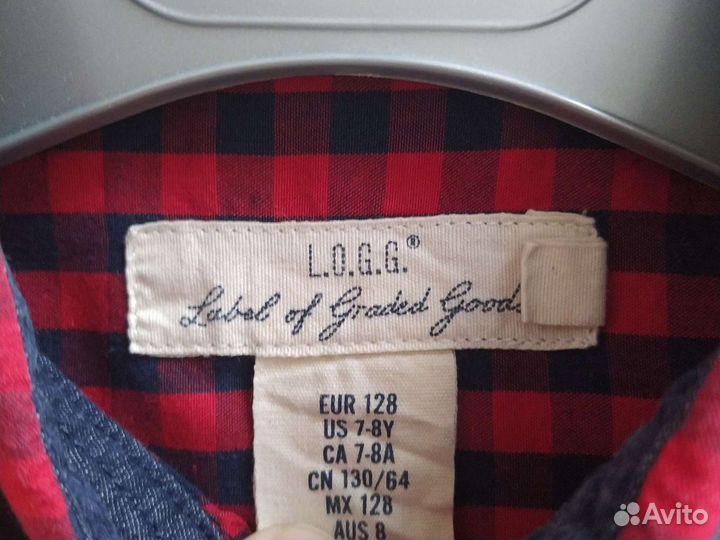 L.O.G.G.®
Label of Graded Goods
EUR 128
US 7-8Y
CA 7-8A
CN 130/64
MX 128
AUS 8
Avito